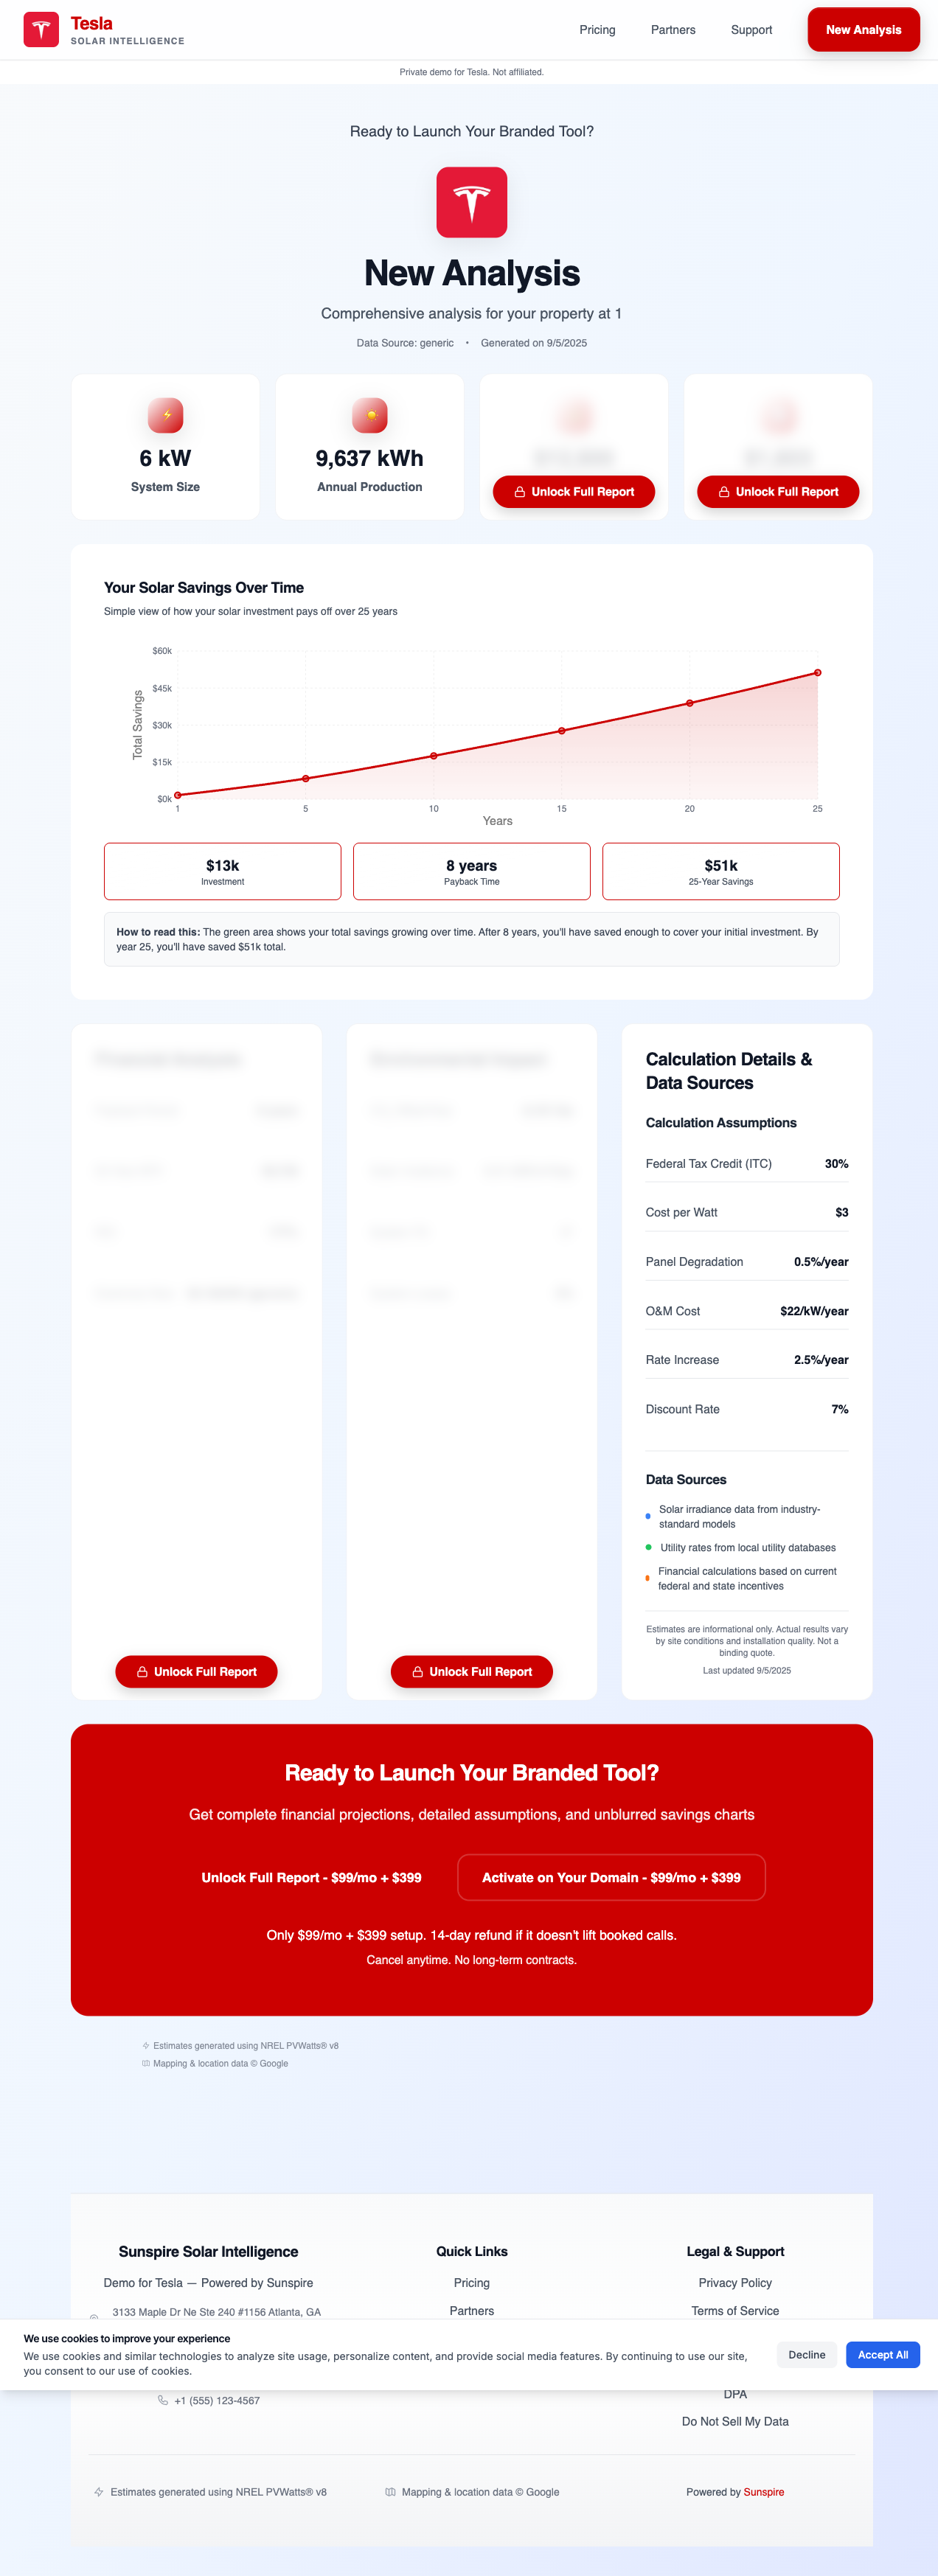 Tesla
SOLAR INTELLIGENCE
Pricing
Partners
Support
New Analysis
Private demo for Tesla. Not affiliated.
Ready to Launch Your Branded Tool?
New Analysis
Comprehensive analysis for your property at 1
Data Source: generic • Generated on 9/5/2025
6 kW
System Size
9,637 kWh
Annual Production
Unlock Full Report
Unlock Full Report
Your Solar Savings Over Time
Simple view of how your solar investment pays off over 25 years
$60k
$45k
$30k
$15k
$0k
Total Savings
1 5 10 15 20 25
Years
$13k
Investment
8 years
Payback Time
$51k
25-Year Savings
How to read this: The green area shows your total savings growing over time. After 8 years, you'll have saved enough to cover your initial investment. By
year 25, you'll have saved $51k total.
Unlock Full Report
Unlock Full Report
Calculation Details &
Data Sources
Calculation Assumptions
Federal Tax Credit (ITC) 30%
Cost per Watt $3
Panel Degradation 0.5%/year
O&M Cost $22/kW/year
Rate Increase 2.5%/year
Discount Rate 7%
Data Sources
Solar irradiance data from industry-
standard models
Utility rates from local utility databases
Financial calculations based on current
federal and state incentives
Estimates are informational only. Actual results vary
by site conditions and installation quality. Not a
binding quote.
Last updated 9/5/2025
Ready to Launch Your Branded Tool?
Get complete financial projections, detailed assumptions, and unblurred savings charts
Unlock Full Report - $99/mo + $399
Activate on Your Domain - $99/mo + $399
Only $99/mo + $399 setup. 14-day refund if it doesn't lift booked calls.
Cancel anytime. No long-term contracts.
Estimates generated using NREL PVWatts® v8
Mapping & location data © Google
Sunspire Solar Intelligence
Demo for Tesla — Powered by Sunspire
3133 Maple Dr Ne Ste 240 #1156 Atlanta, GA
Quick Links
Pricing
Partners
Legal & Support
Privacy Policy
Terms of Service
We use cookies to improve your experience
We use cookies and similar technologies to analyze site usage, personalize content, and provide social media features. By continuing to use our site,
you consent to our use of cookies.
Decline
Accept All
+1 (555) 123-4567
DPA
Do Not Sell My Data
Estimates generated using NREL PVWatts® v8
Mapping & location data © Google
Powered by Sunspire